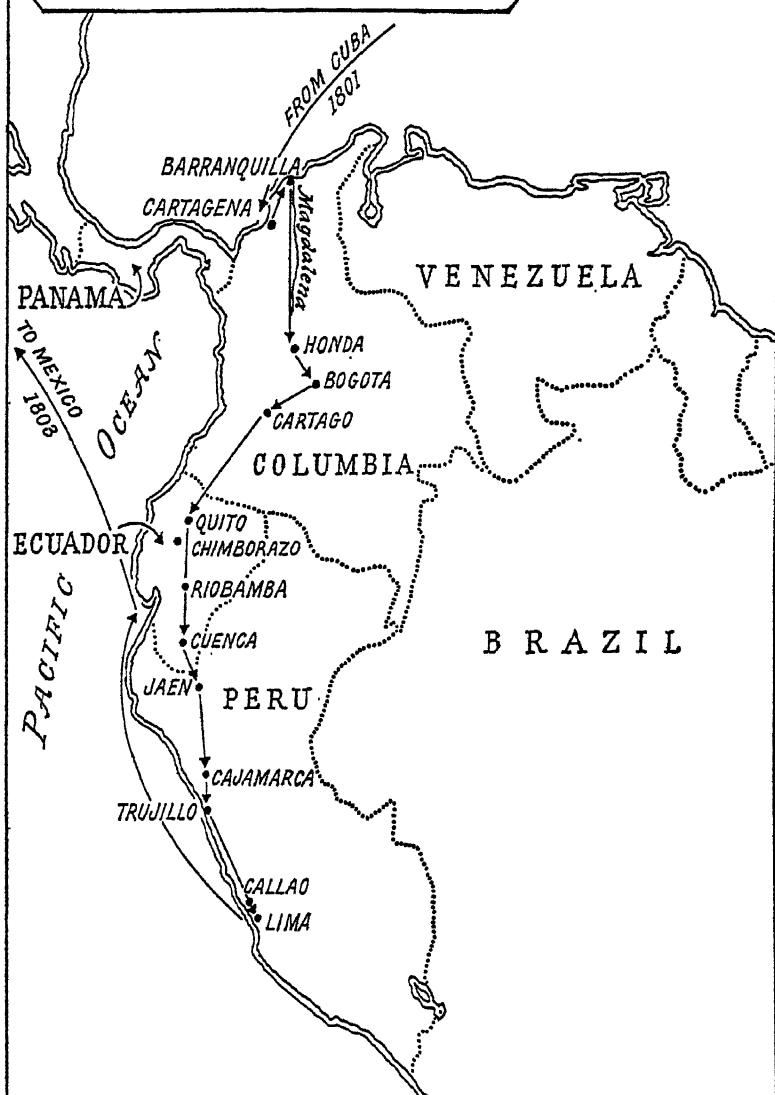 FROM CUBA
1801
BARRANQUILLA
CARTAGENA
Magdalena
VENEZUELA
PANAMA
HONDA
TO MEXICO
1803
BOGOTA
OCEAN
CARTAGO
COLUMBIA
QUITO
ECUADOR
CHIMBORAZO
RIOBAMBA
PACIFIC
CUENCA
BRAZIL
JAEN
PERU
CAJAMARCA
TRUJILLO
CALLAO
LIMA